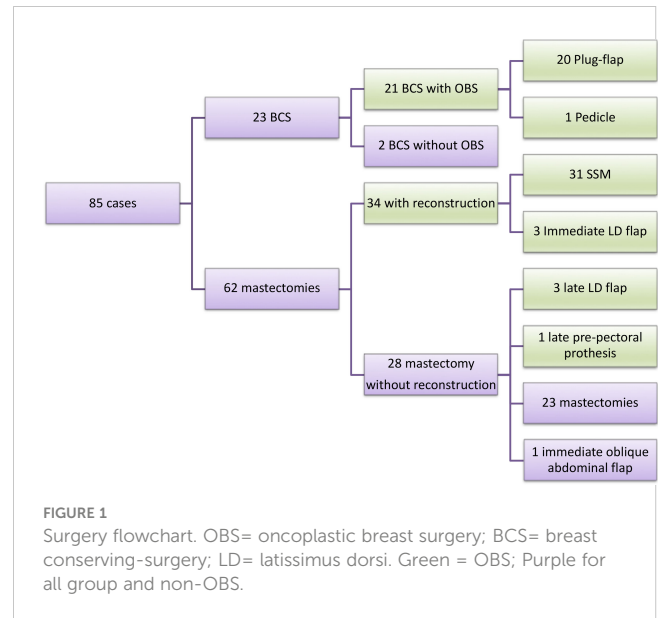 20 Plug-flap
21 BCS with OBS
1 Pedicle
23 BCS
2 BCS without OBS
31 SSM
85 cases
34 with reconstruction
3 Immediate LD flap
62 mastectomies
3 late LD flap
1 late pre-pectoral
prothesis
28 mastectomy
without reconstruction
23 mastectomies
1 immediate oblique
abdominal flap
FIGURE 1
Surgery flowchart. OBS= oncoplastic breast surgery; BCS= breast
conserving-surgery; LD= latissimus dorsi. Green = OBS; Purple for
all group and non-OBS.